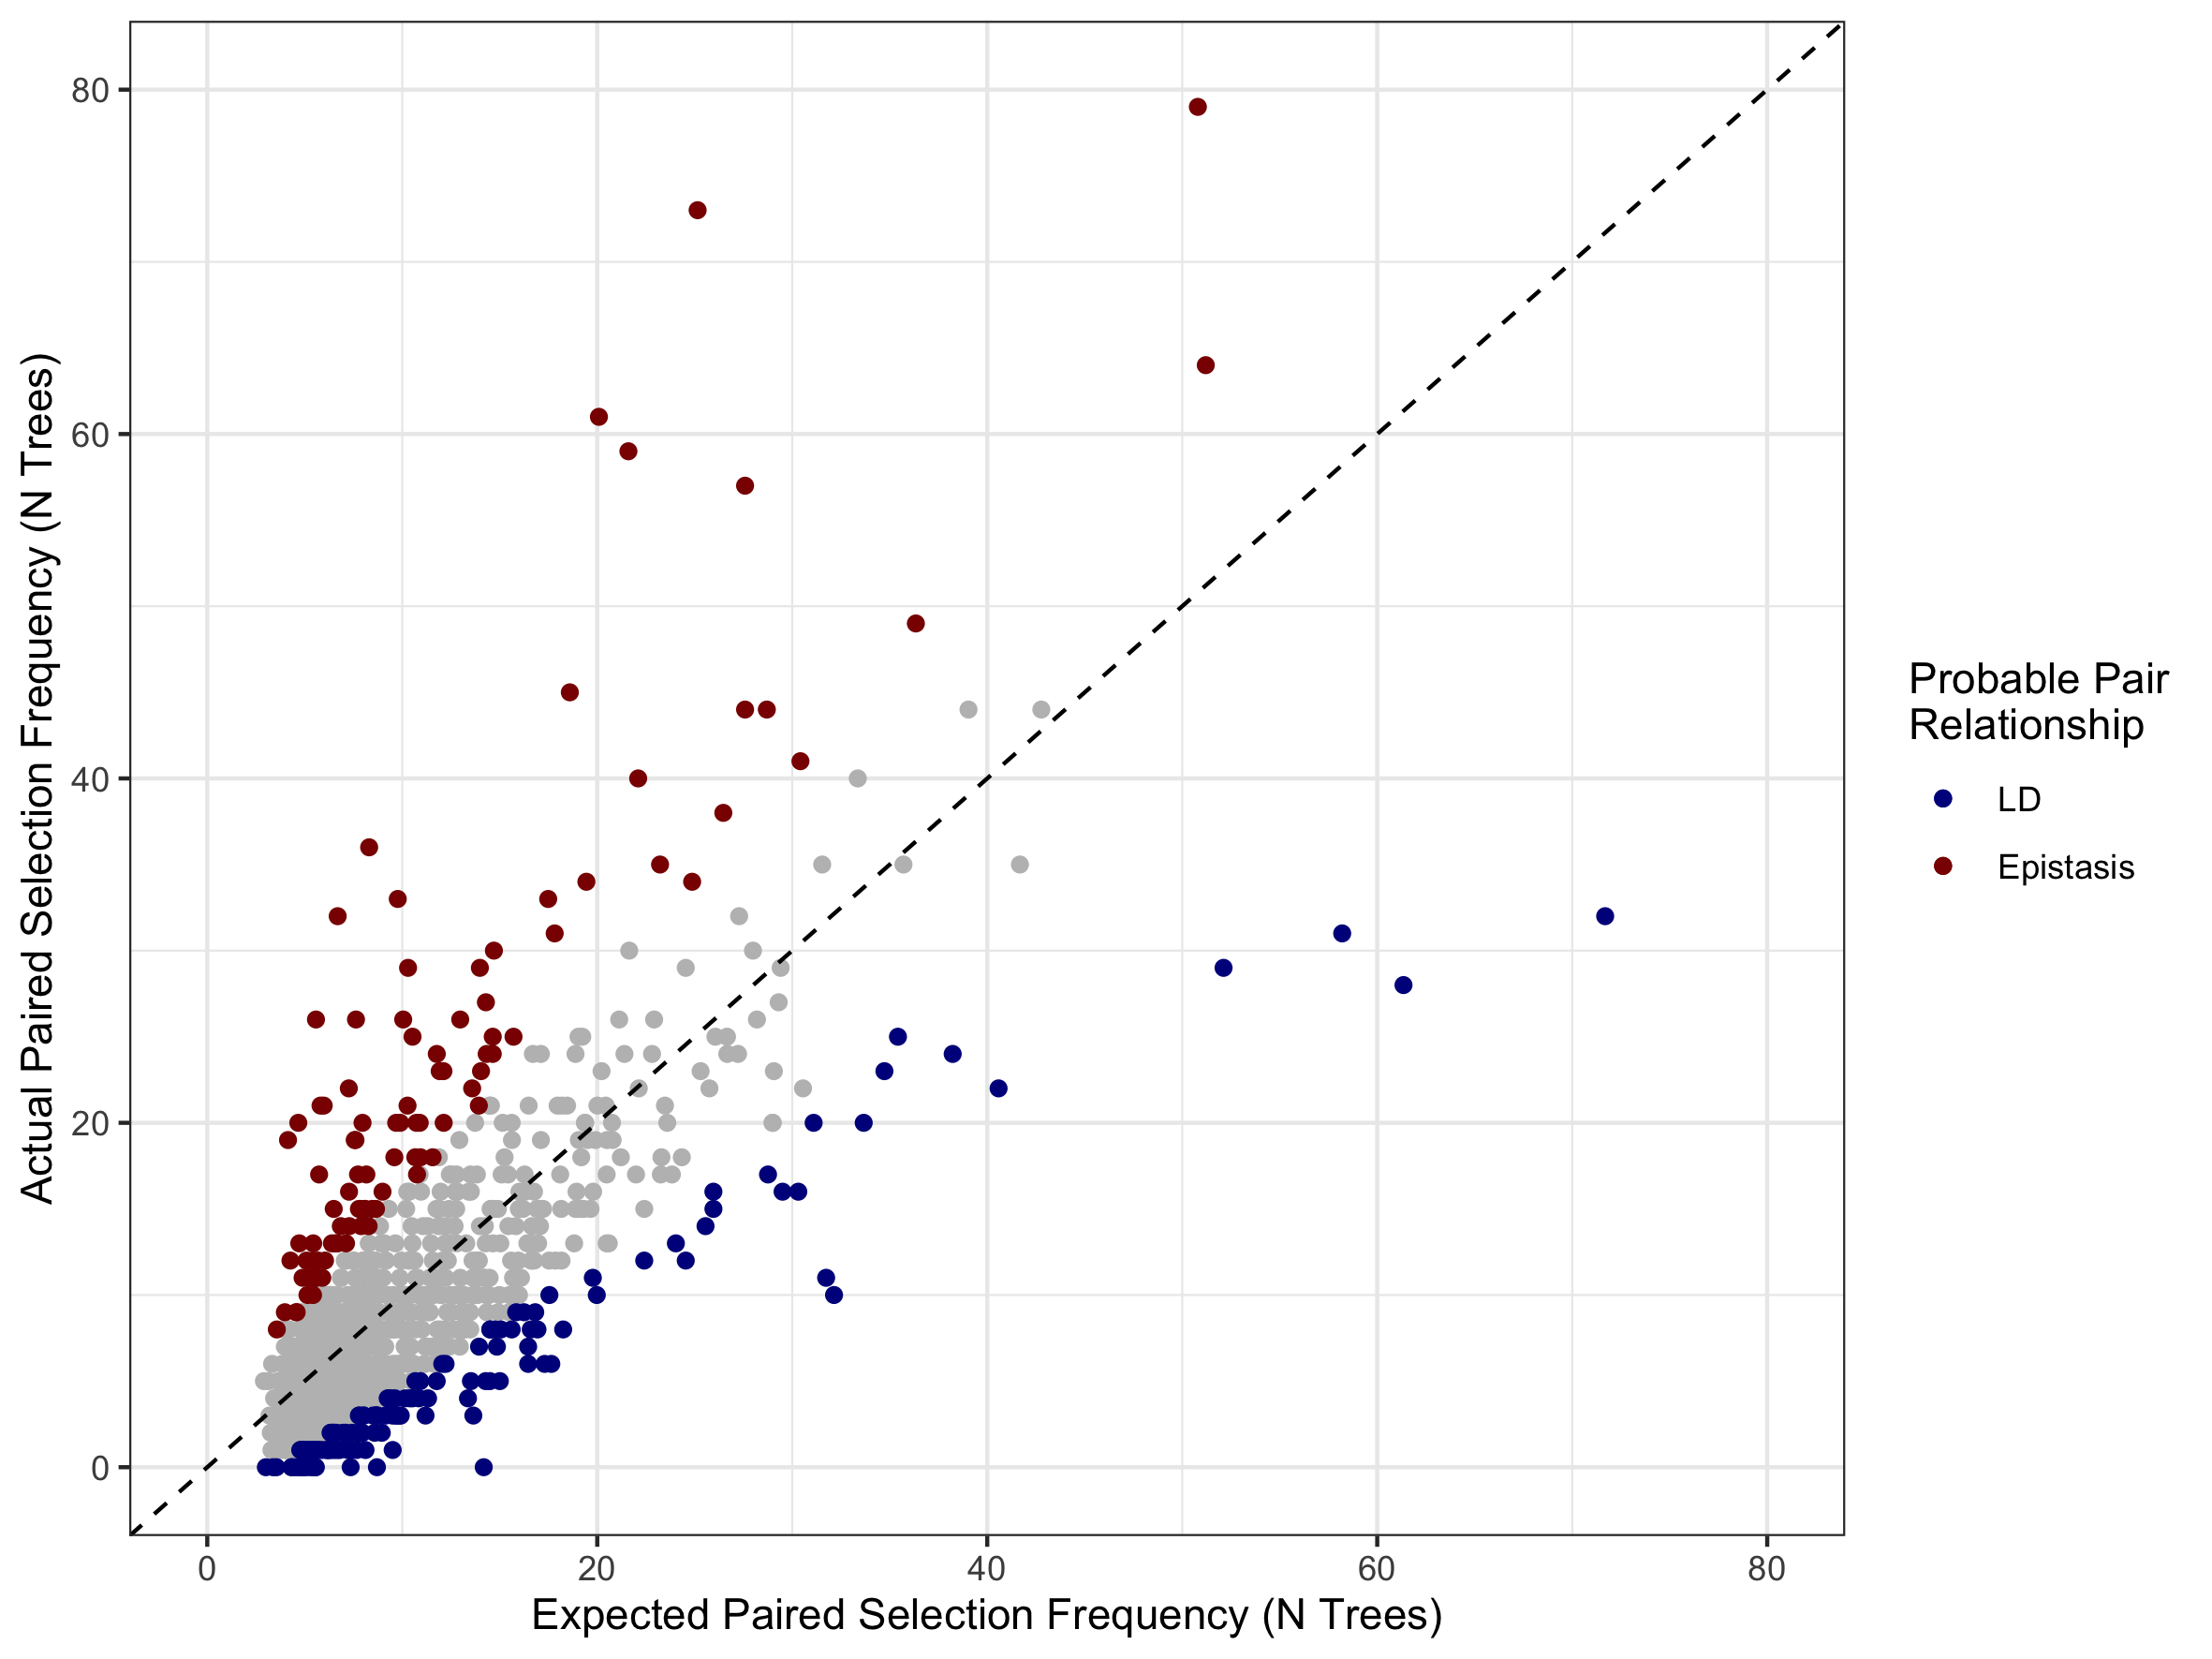 Actual Paired Selection Frequency (N Trees)
80
60
40
20
0
0 20 40 60 80
Expected Paired Selection Frequency (N Trees)
Probable Pair
Relationship
LD
Epistasis